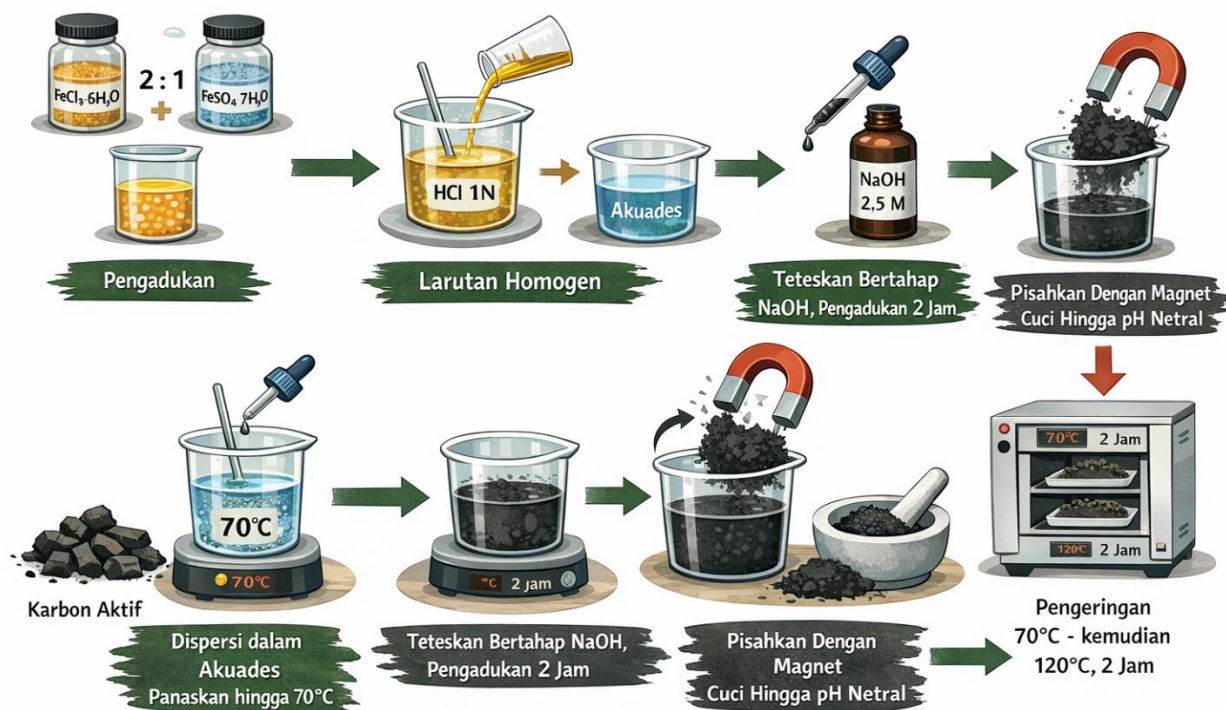 FeCl₃·6H₂O
2 : 1
+
FeSO₄ 7H₂O
Pengadukan
HCl 1N
Akuades
Larutan Homogen
NaOH
2,5 M
Teteskan Bertahap
NaOH, Pengadukan 2 Jam
Pisahkan Dengan Magnet
Cuci Hingga pH Netral
Karbon Aktif
70°C
70°C
Dispersi dalam
Akuades
Panaskan hingga 70°C
°C 2 jam
Teteskan Bertahap NaOH,
Pengadukan 2 Jam
Pisahkan Dengan
Magnet
Cuci Hingga pH Netral
70°C 2 Jam
120°C 2 Jam
Pengeringan
70°C - kemudian
120°C, 2 Jam